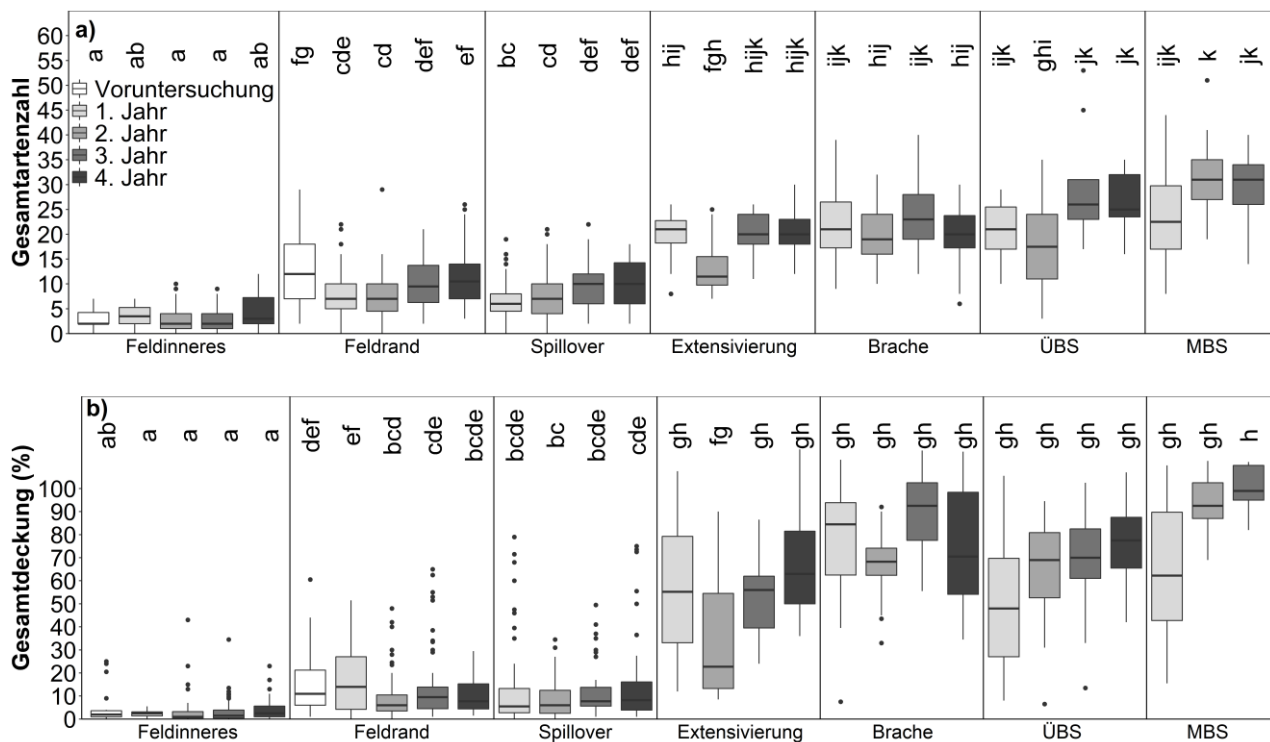 a)
a ab a a ab fg cde cd def ef bc cd def def hij fgh hijk hijk ijk hij ijk hij ijk ghi jk jk ijk k jk
Gesamtartenzahl
60
55
50
45
40
35
30
25
20
15
10
5
0
Voruntersuchung
1. Jahr
2. Jahr
3. Jahr
4. Jahr
Feldinneres Feldrand Spillover Extensivierung Brache ÜBS MBS
b)
ab a a a a def ef bcd cde bcde bcde bc bcde cde gh fg gh gh gh gh gh gh gh gh gh gh gh gh h
Gesamtdeckung (%)
100
90
80
70
60
50
40
30
20
10
0
Feldinneres Feldrand Spillover Extensivierung Brache ÜBS MBS